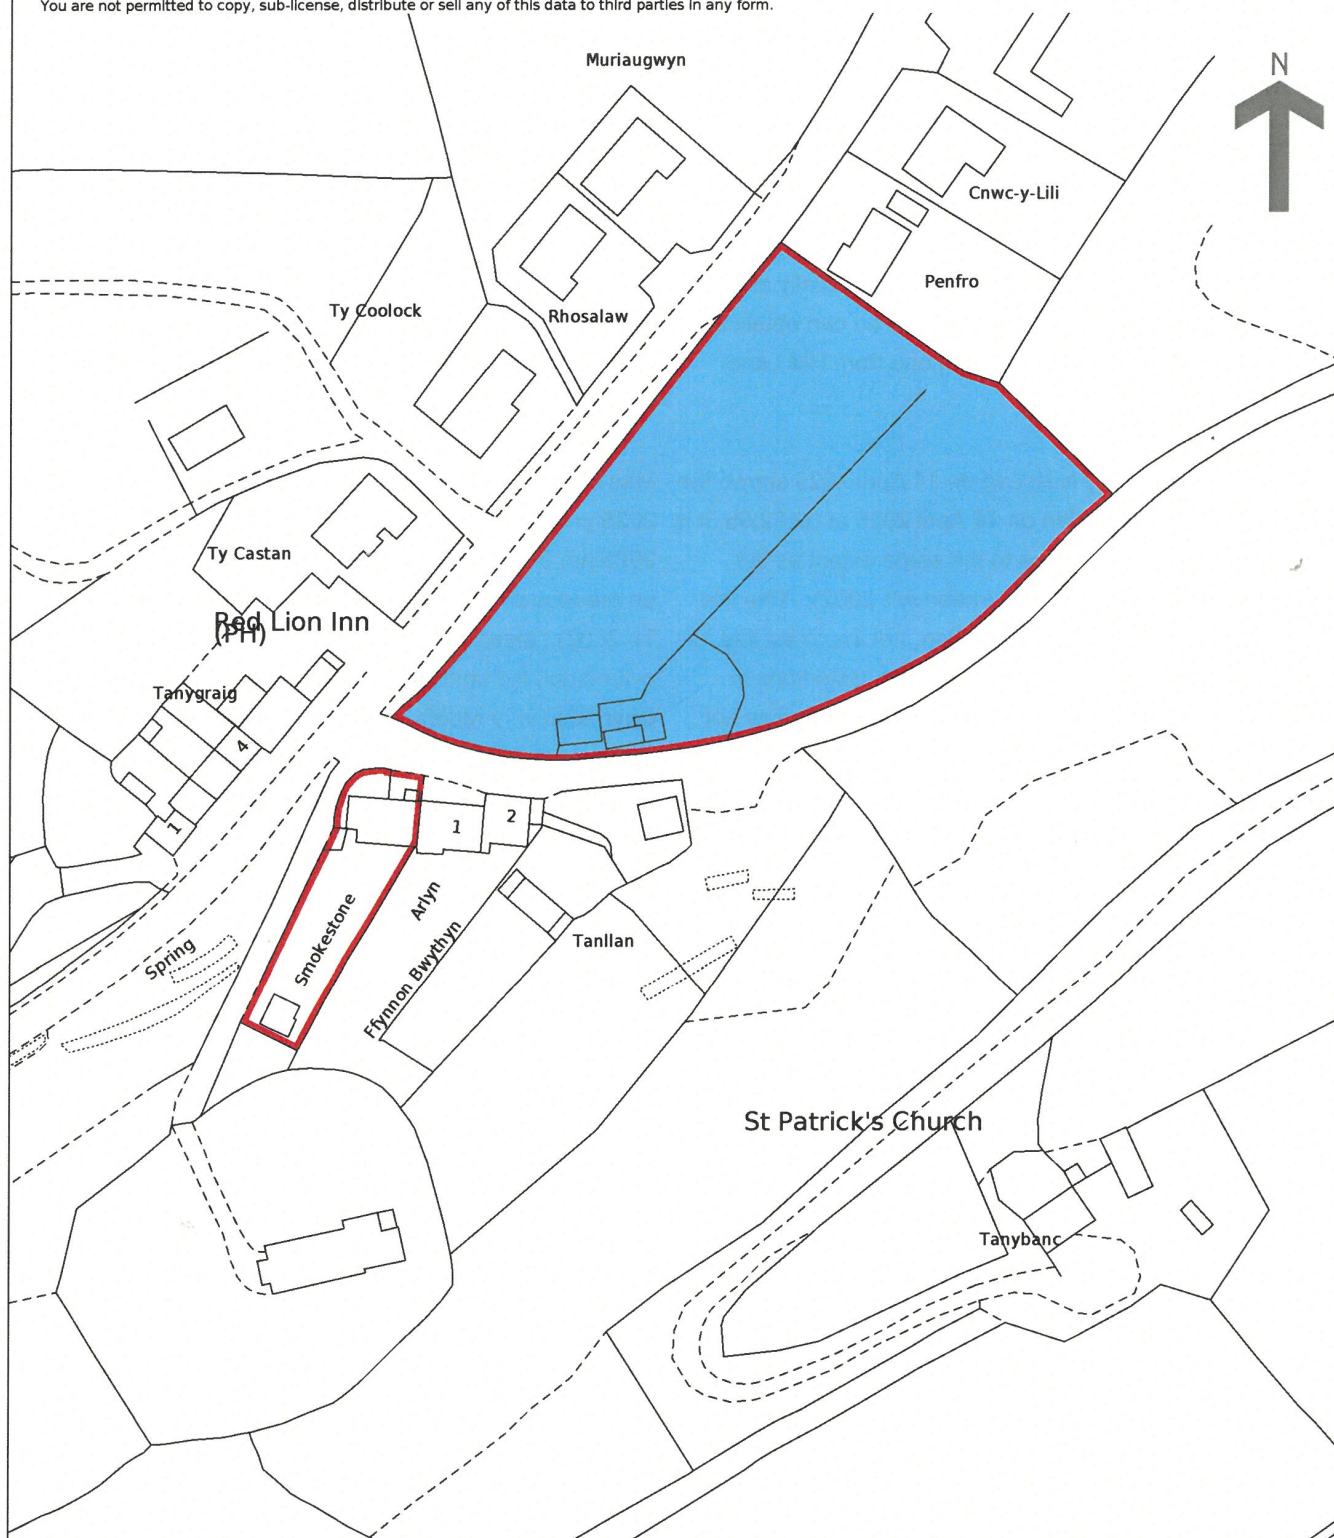 You are not permitted to copy, sub-license, distribute or sell any of this data to third parties in any form.
Muriaugwyn
N
Cnwc-y-Lili
Penfro
Ty Coolock
Rhosalaw
Ty Castan
Red Lion Inn
(PH)
Tanygraig
4
1
1
2
Smokestone
Arlyn
Ffynnon Bwythyn
Tanllan
Spring
St Patrick's Church
Tanybanc